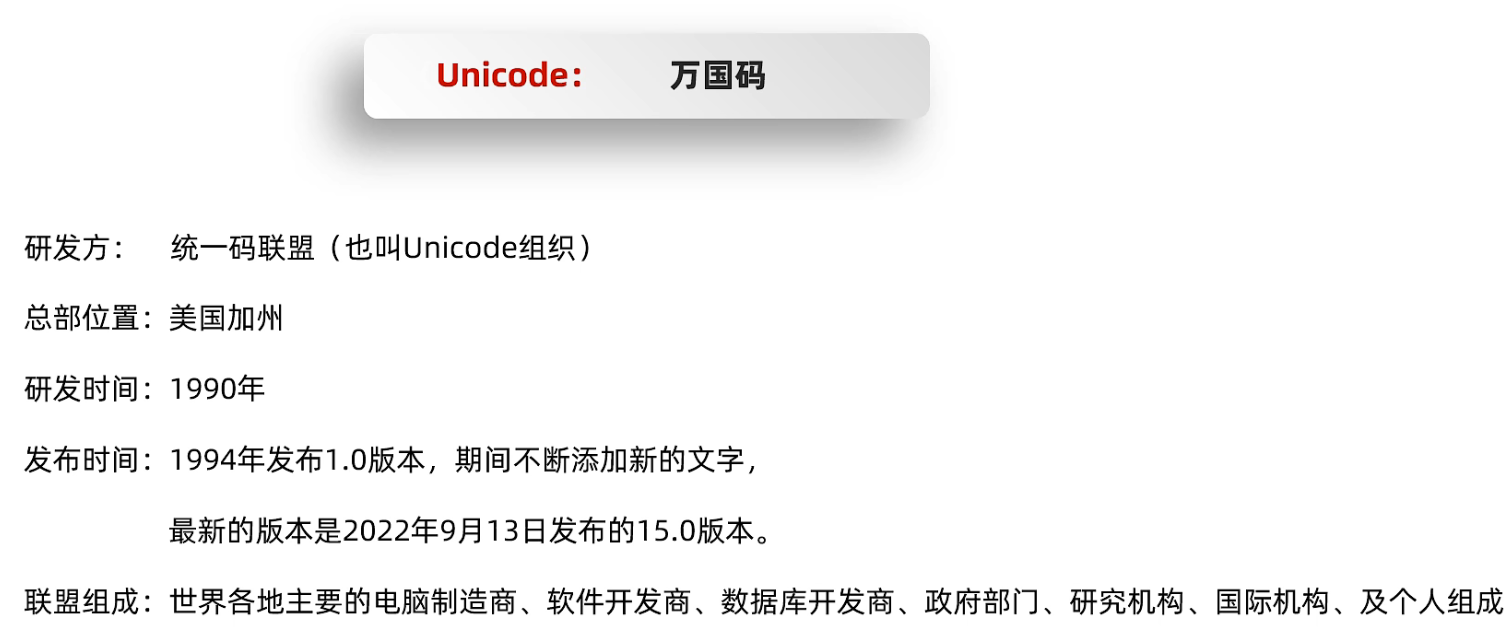 Unicode： 万国码
研发方： 统一码联盟（也叫Unicode组织）
总部位置：美国加州
研发时间：1990年
发布时间：1994年发布1.0版本，期间不断添加新的文字，
最新的版本是2022年9月13日发布的15.0版本。
联盟组成：世界各地主要的电脑制造商、软件开发商、数据库开发商、政府部门、研究机构、国际机构、及个人组成